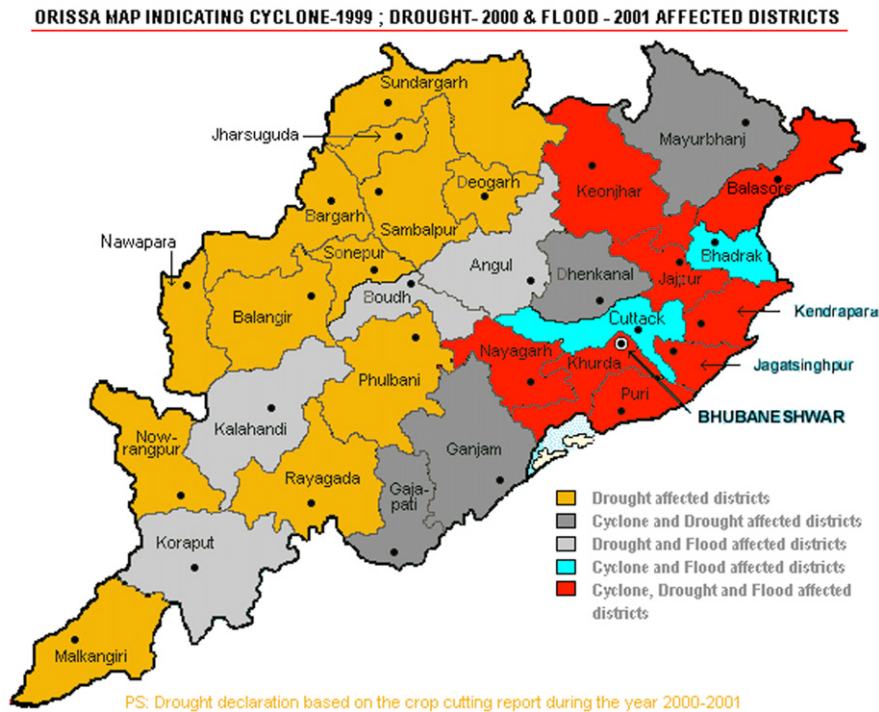 ORISSA MAP INDICATING CYCLONE-1999 ; DROUGHT- 2000 & FLOOD - 2001 AFFECTED DISTRICTS
Sundargarh
Jharsuguda
Mayurbhanj
Keonjhar
Balasore
Deogarh
Bargarh
Sambalpur
Nawapara
Sonepur
Bhadrak
Angul
Dhenkanal
Jajpur
Boudh
Balangir
Cuttack
Kendrapara
Nayagarh
Khurda
Jagatsinghpur
Phulbani
Puri
BHUBANESHWAR
Kalahandi
Now-
rangpur
Ganjam
Rayagada
Gaja-
pati
Koraput
Malkangiri
Drought affected districts
Cyclone and Drought affected districts
Drought and Flood affected districts
Cyclone and Flood affected districts
Cyclone, Drought and Flood affected
districts
PS: Drought declaration based on the crop cutting report during the year 2000-2001